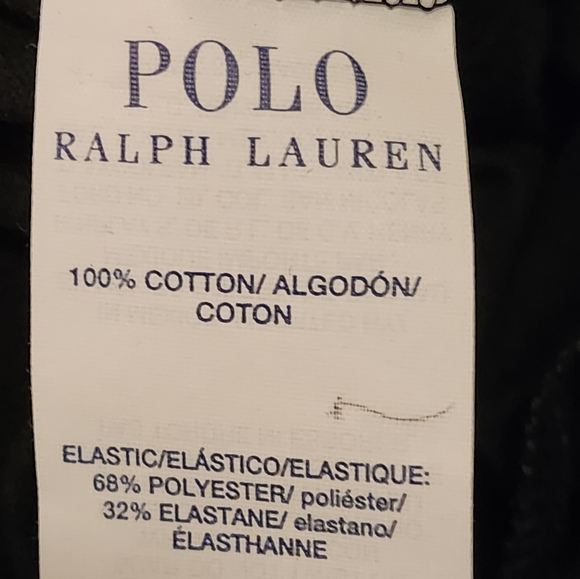 POLO
RALPH LAUREN
100% COTTON/ ALGODÓN/
COTON
ELASTIC/ELÁSTICO/ELASTIQUE:
68% POLYESTER/ poliéster/
32% ELASTANE/ elastano/
ÉLASTHANNE